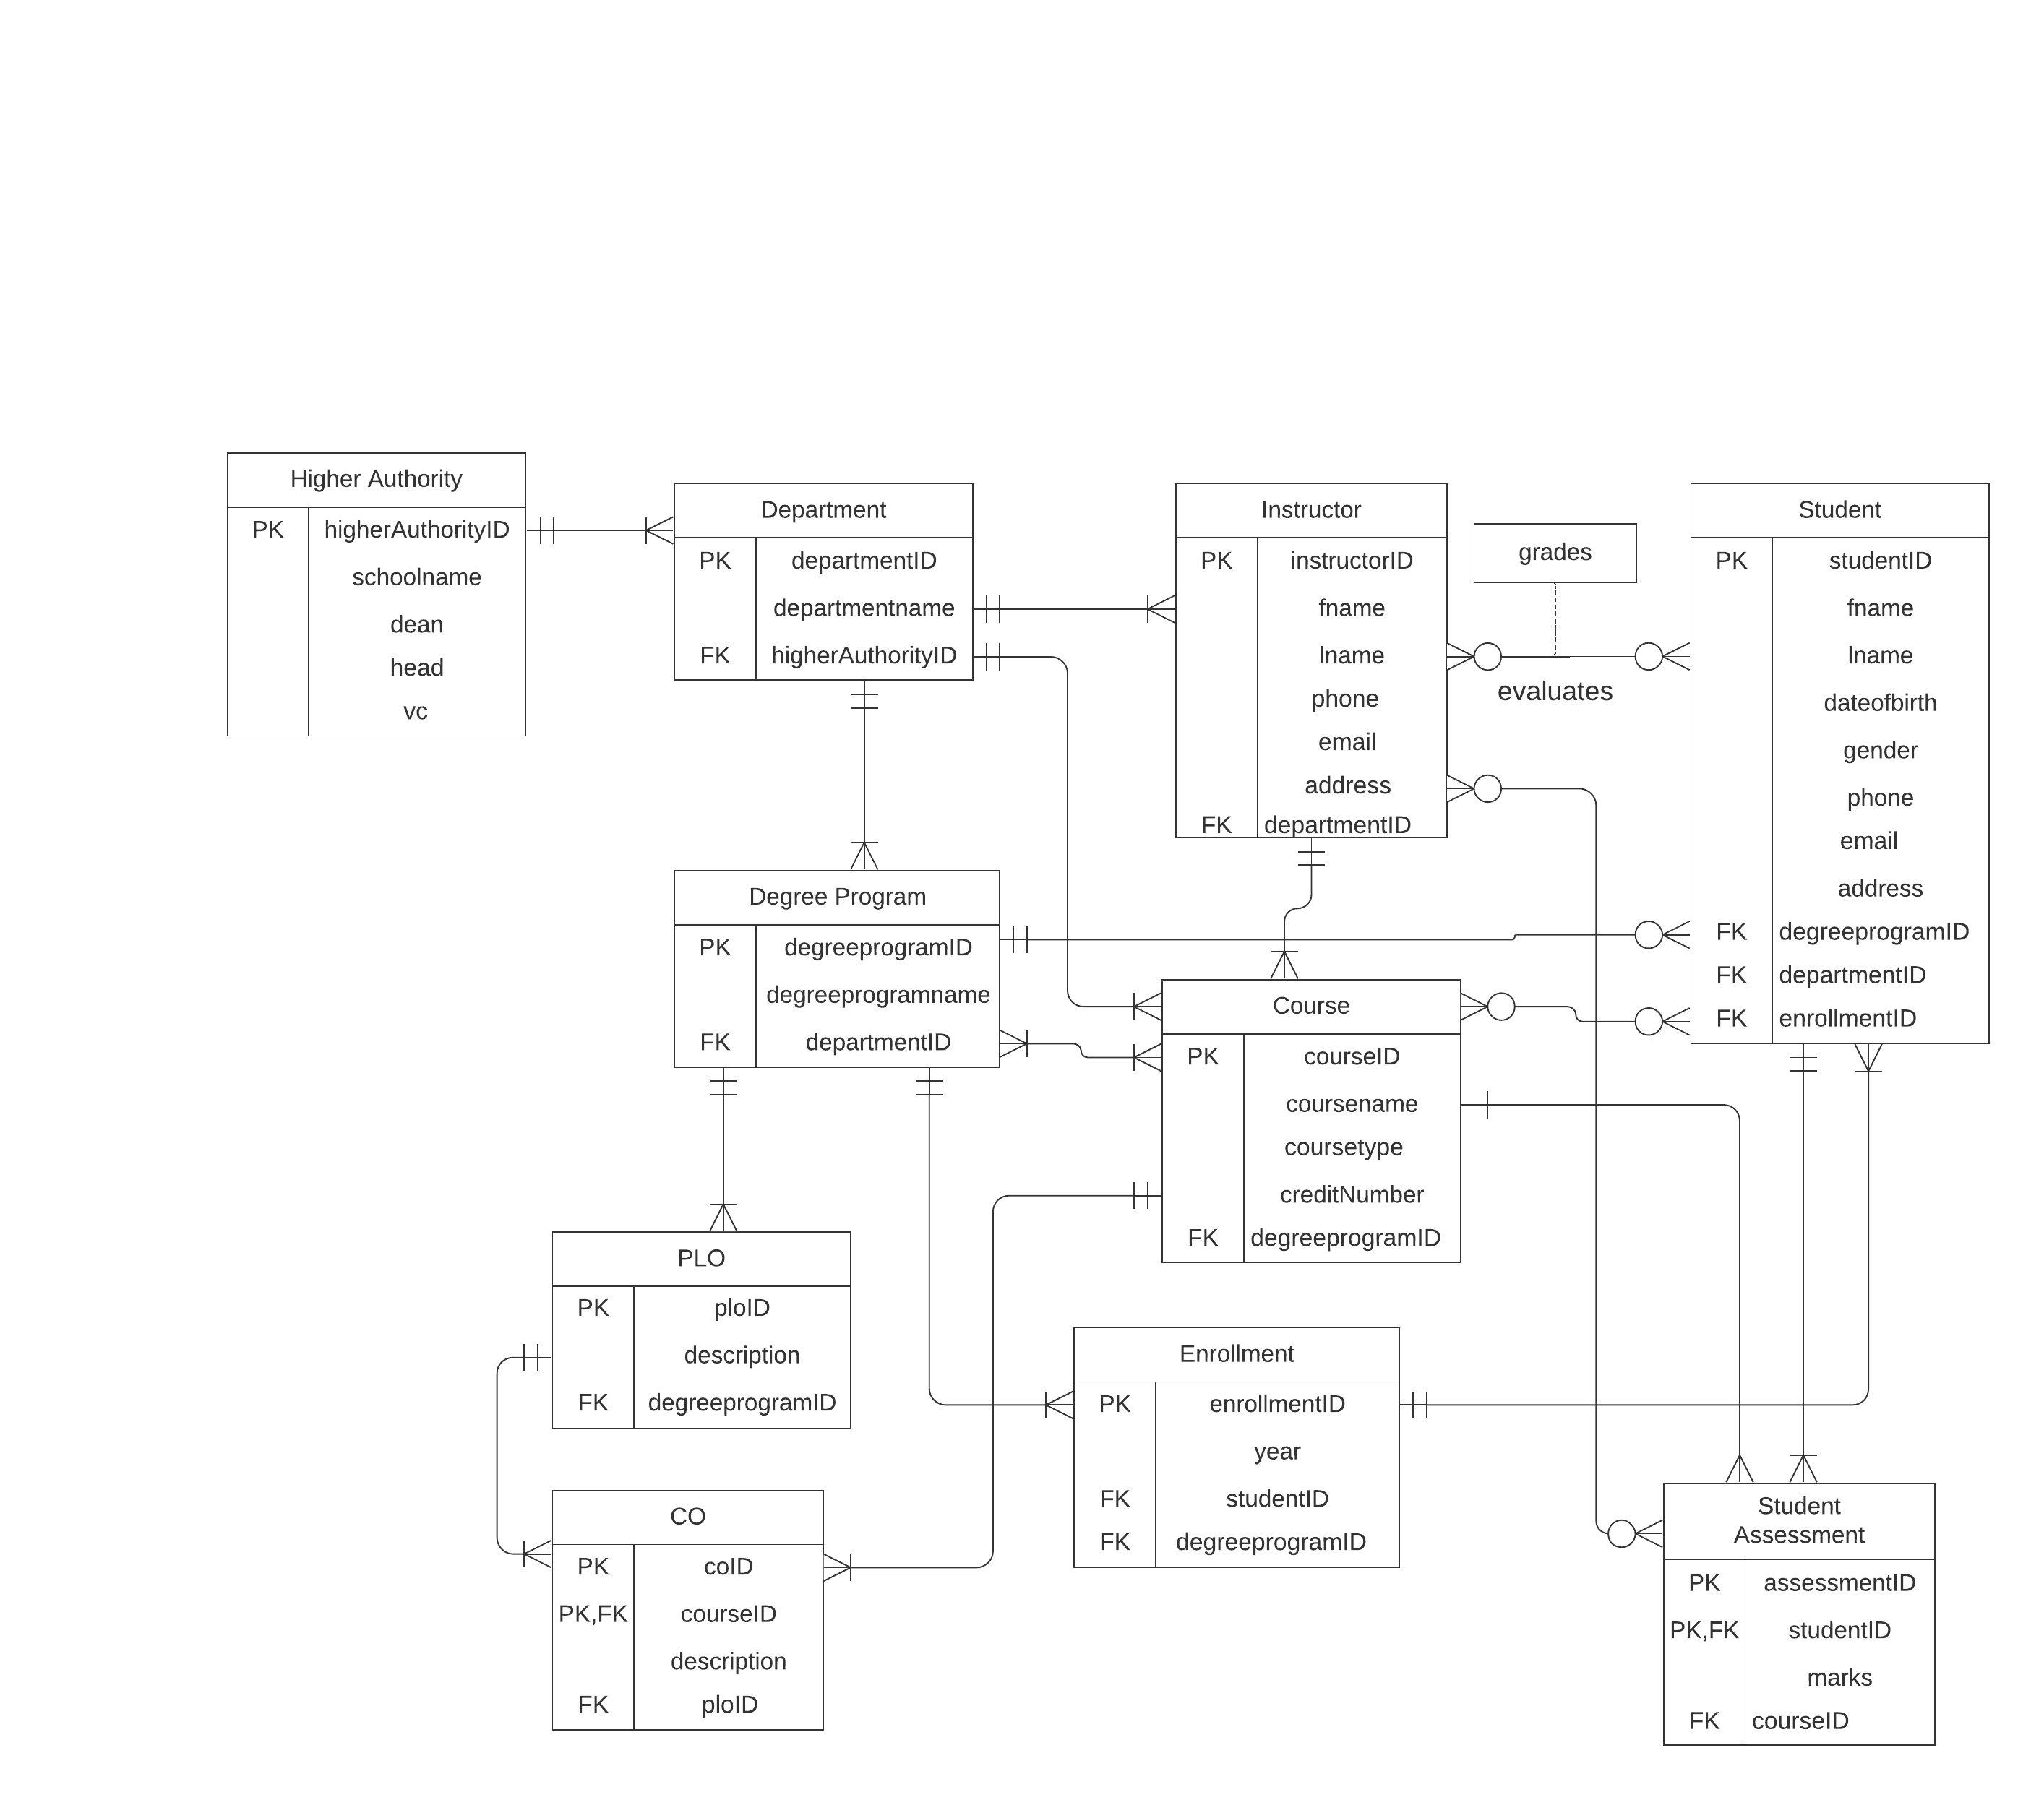 Higher Authority
PK higherAuthorityID
schoolname
dean
head
vc
Department
PK departmentID
departmentname
FK higherAuthorityID
Instructor
PK instructorID
fname
lname
phone
email
address
FK departmentID
grades
evaluates
Student
PK studentID
fname
lname
dateofbirth
gender
phone
email
address
FK degreeprogramID
FK departmentID
FK enrollmentID
Degree Program
PK degreeprogramID
degreeprogramname
FK departmentID
Course
PK courseID
coursename
coursetype
creditNumber
FK degreeprogramID
PLO
PK ploID
description
FK degreeprogramID
Enrollment
PK enrollmentID
year
FK studentID
FK degreeprogramID
CO
PK coID
PK,FK courseID
description
FK ploID
Student
Assessment
PK assessmentID
PK,FK studentID
marks
FK courseID